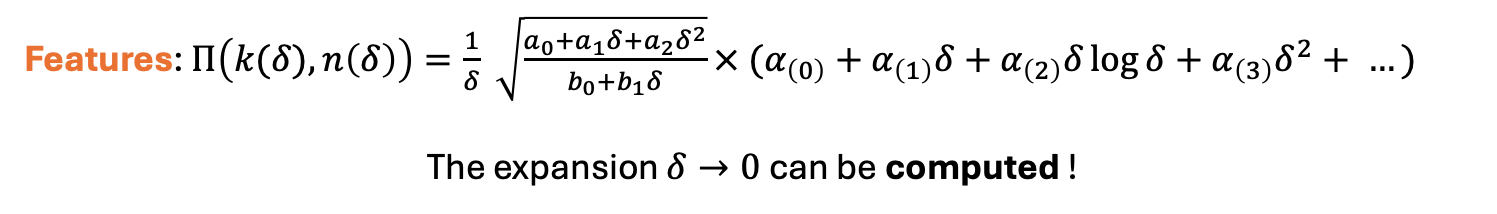 Features: Π(k(δ), n(δ)) = 1/δ √((a₀+a₁δ+a₂δ²)/(b₀+b₁δ)) × (α₍₀₎ + α₍₁₎δ + α₍₂₎δ log δ + α₍₃₎δ² + …)
The expansion δ → 0 can be computed !